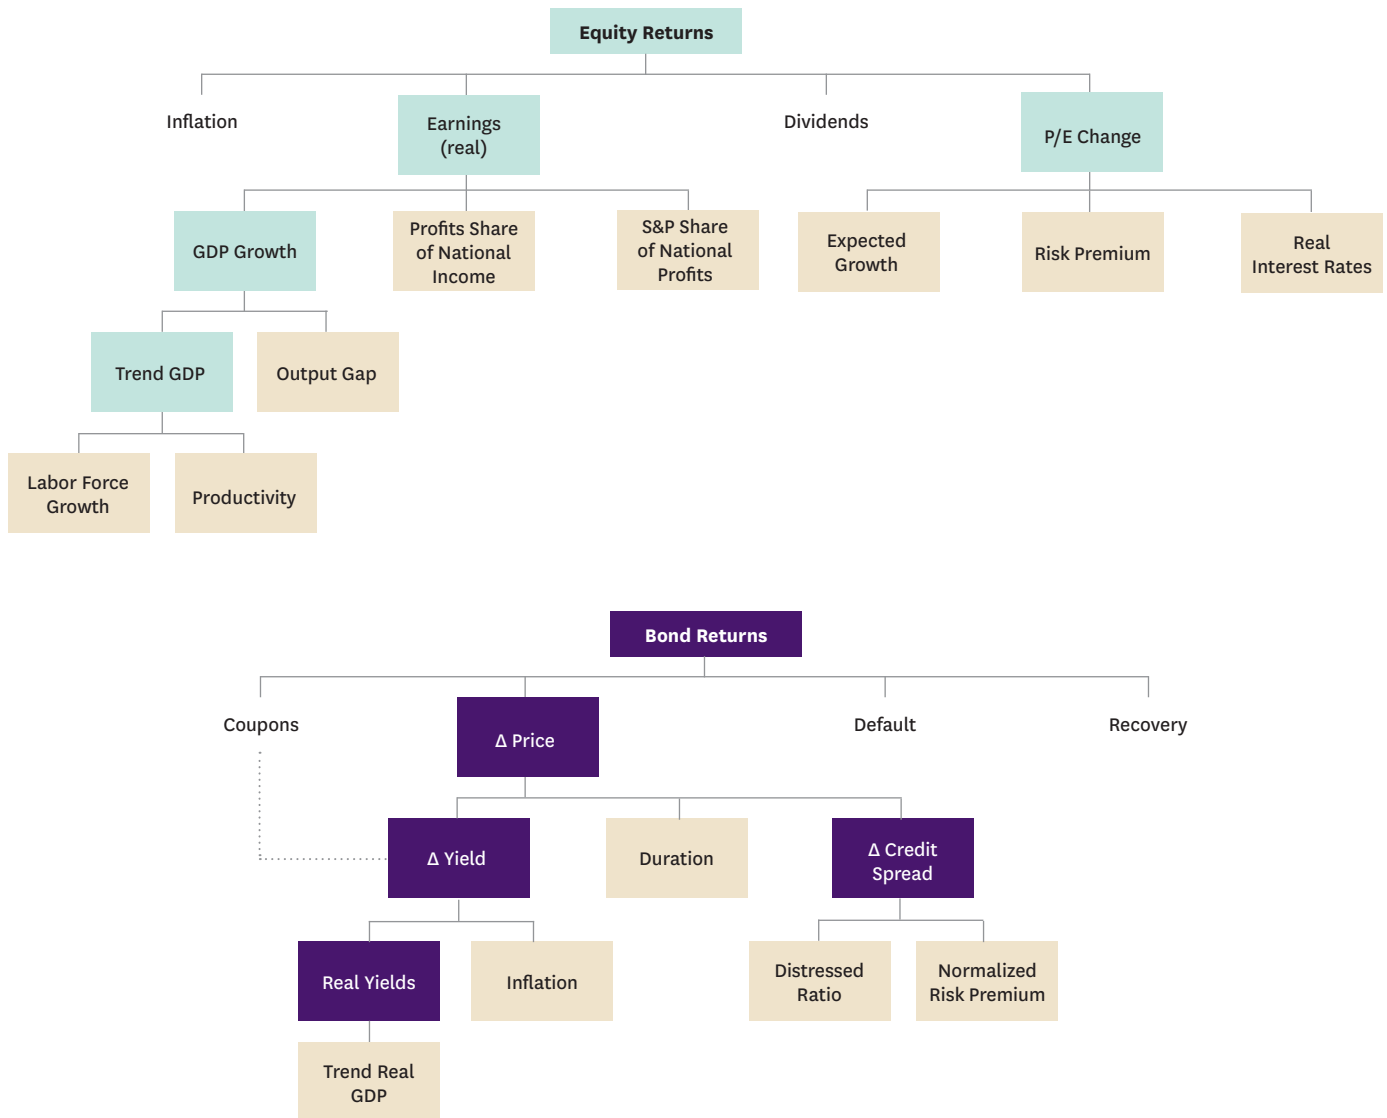 Equity Returns
Inflation
Earnings
(real)
Dividends
P/E Change
GDP Growth
Profits Share
of National
Income
S&P Share
of National
Profits
Expected
Growth
Risk Premium
Real
Interest Rates
Trend GDP
Output Gap
Labor Force
Growth
Productivity
Bond Returns
Coupons
Δ Price
Default
Recovery
Δ Yield
Duration
Δ Credit
Spread
Real Yields
Inflation
Distressed
Ratio
Normalized
Risk Premium
Trend Real
GDP